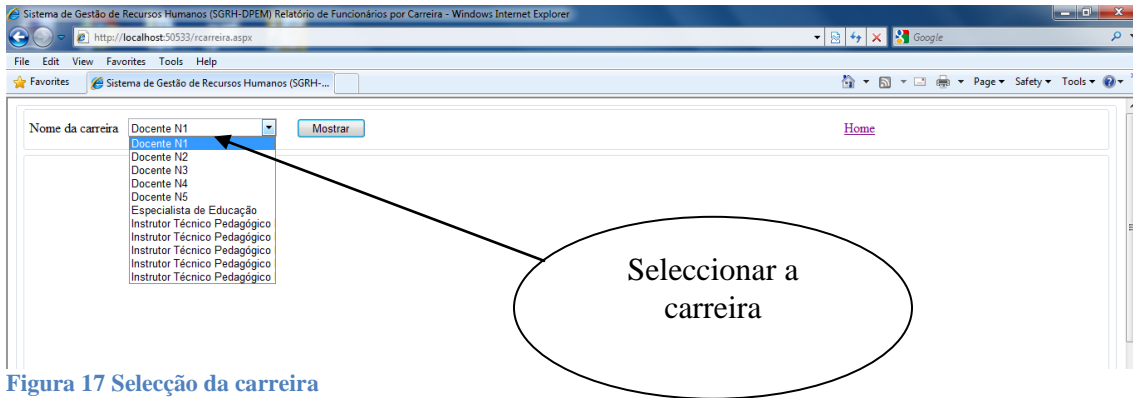 Sistema de Gestão de Recursos Humanos (SGRH-DPEM) Relatório de Funcionários por Carreira - Windows Internet Explorer
http://localhost:50533/rcarreira.aspx
Google
File Edit View Favorites Tools Help
Favorites Sistema de Gestão de Recursos Humanos (SGRH-... Page Safety Tools
Nome da carreira Docente N1 Mostrar Home
Docente N1
Docente N2
Docente N3
Docente N4
Docente N5
Especialista de Educação
Instrutor Técnico Pedagógico
Instrutor Técnico Pedagógico
Instrutor Técnico Pedagógico
Instrutor Técnico Pedagógico
Instrutor Técnico Pedagógico
Seleccionar a
carreira
Figura 17 Selecção da carreira